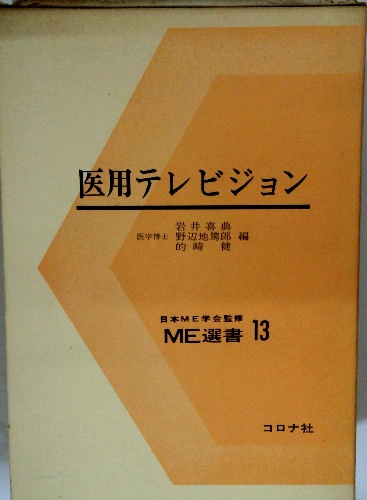 医用テレビジョン
岩井喜典
医学博士 野辺地篤郎 編
的崎健
日本ME学会監修
ME選書 13
コロナ社